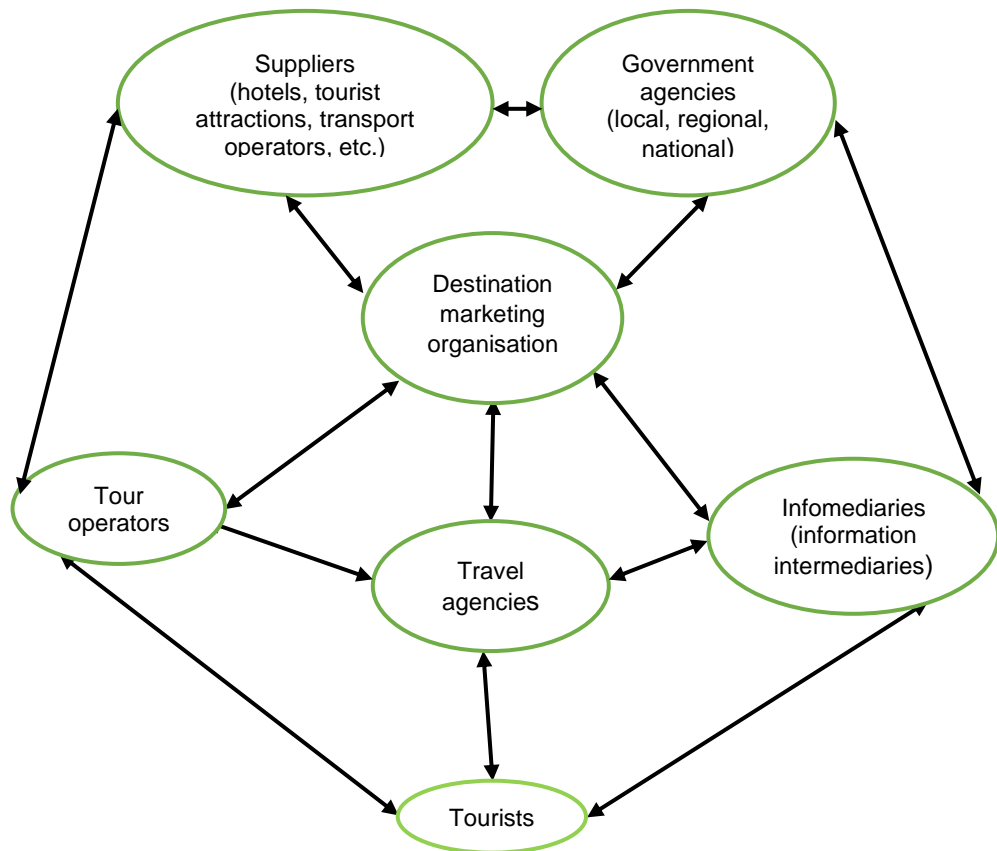 Suppliers
(hotels, tourist
attractions, transport
operators, etc.)
Government
agencies
(local, regional,
national)
Destination
marketing
organisation
Tour
operators
Travel
agencies
Infomediaries
(information
intermediaries)
Tourists